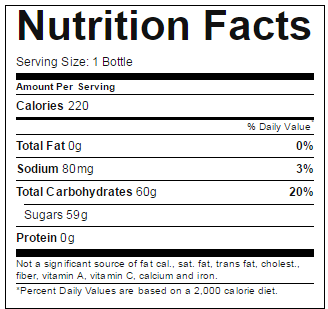 Nutrition Facts
Serving Size: 1 Bottle
Amount Per Serving
Calories 220
% Daily Value*
Total Fat 0g 0%
Sodium 80mg 3%
Total Carbohydrates 60g 20%
Sugars 59g
Protein 0g
Not a significant source of fat cal., sat. fat, trans fat, cholest.,
fiber, vitamin A, vitamin C, calcium and iron.
*Percent Daily Values are based on a 2,000 calorie diet.